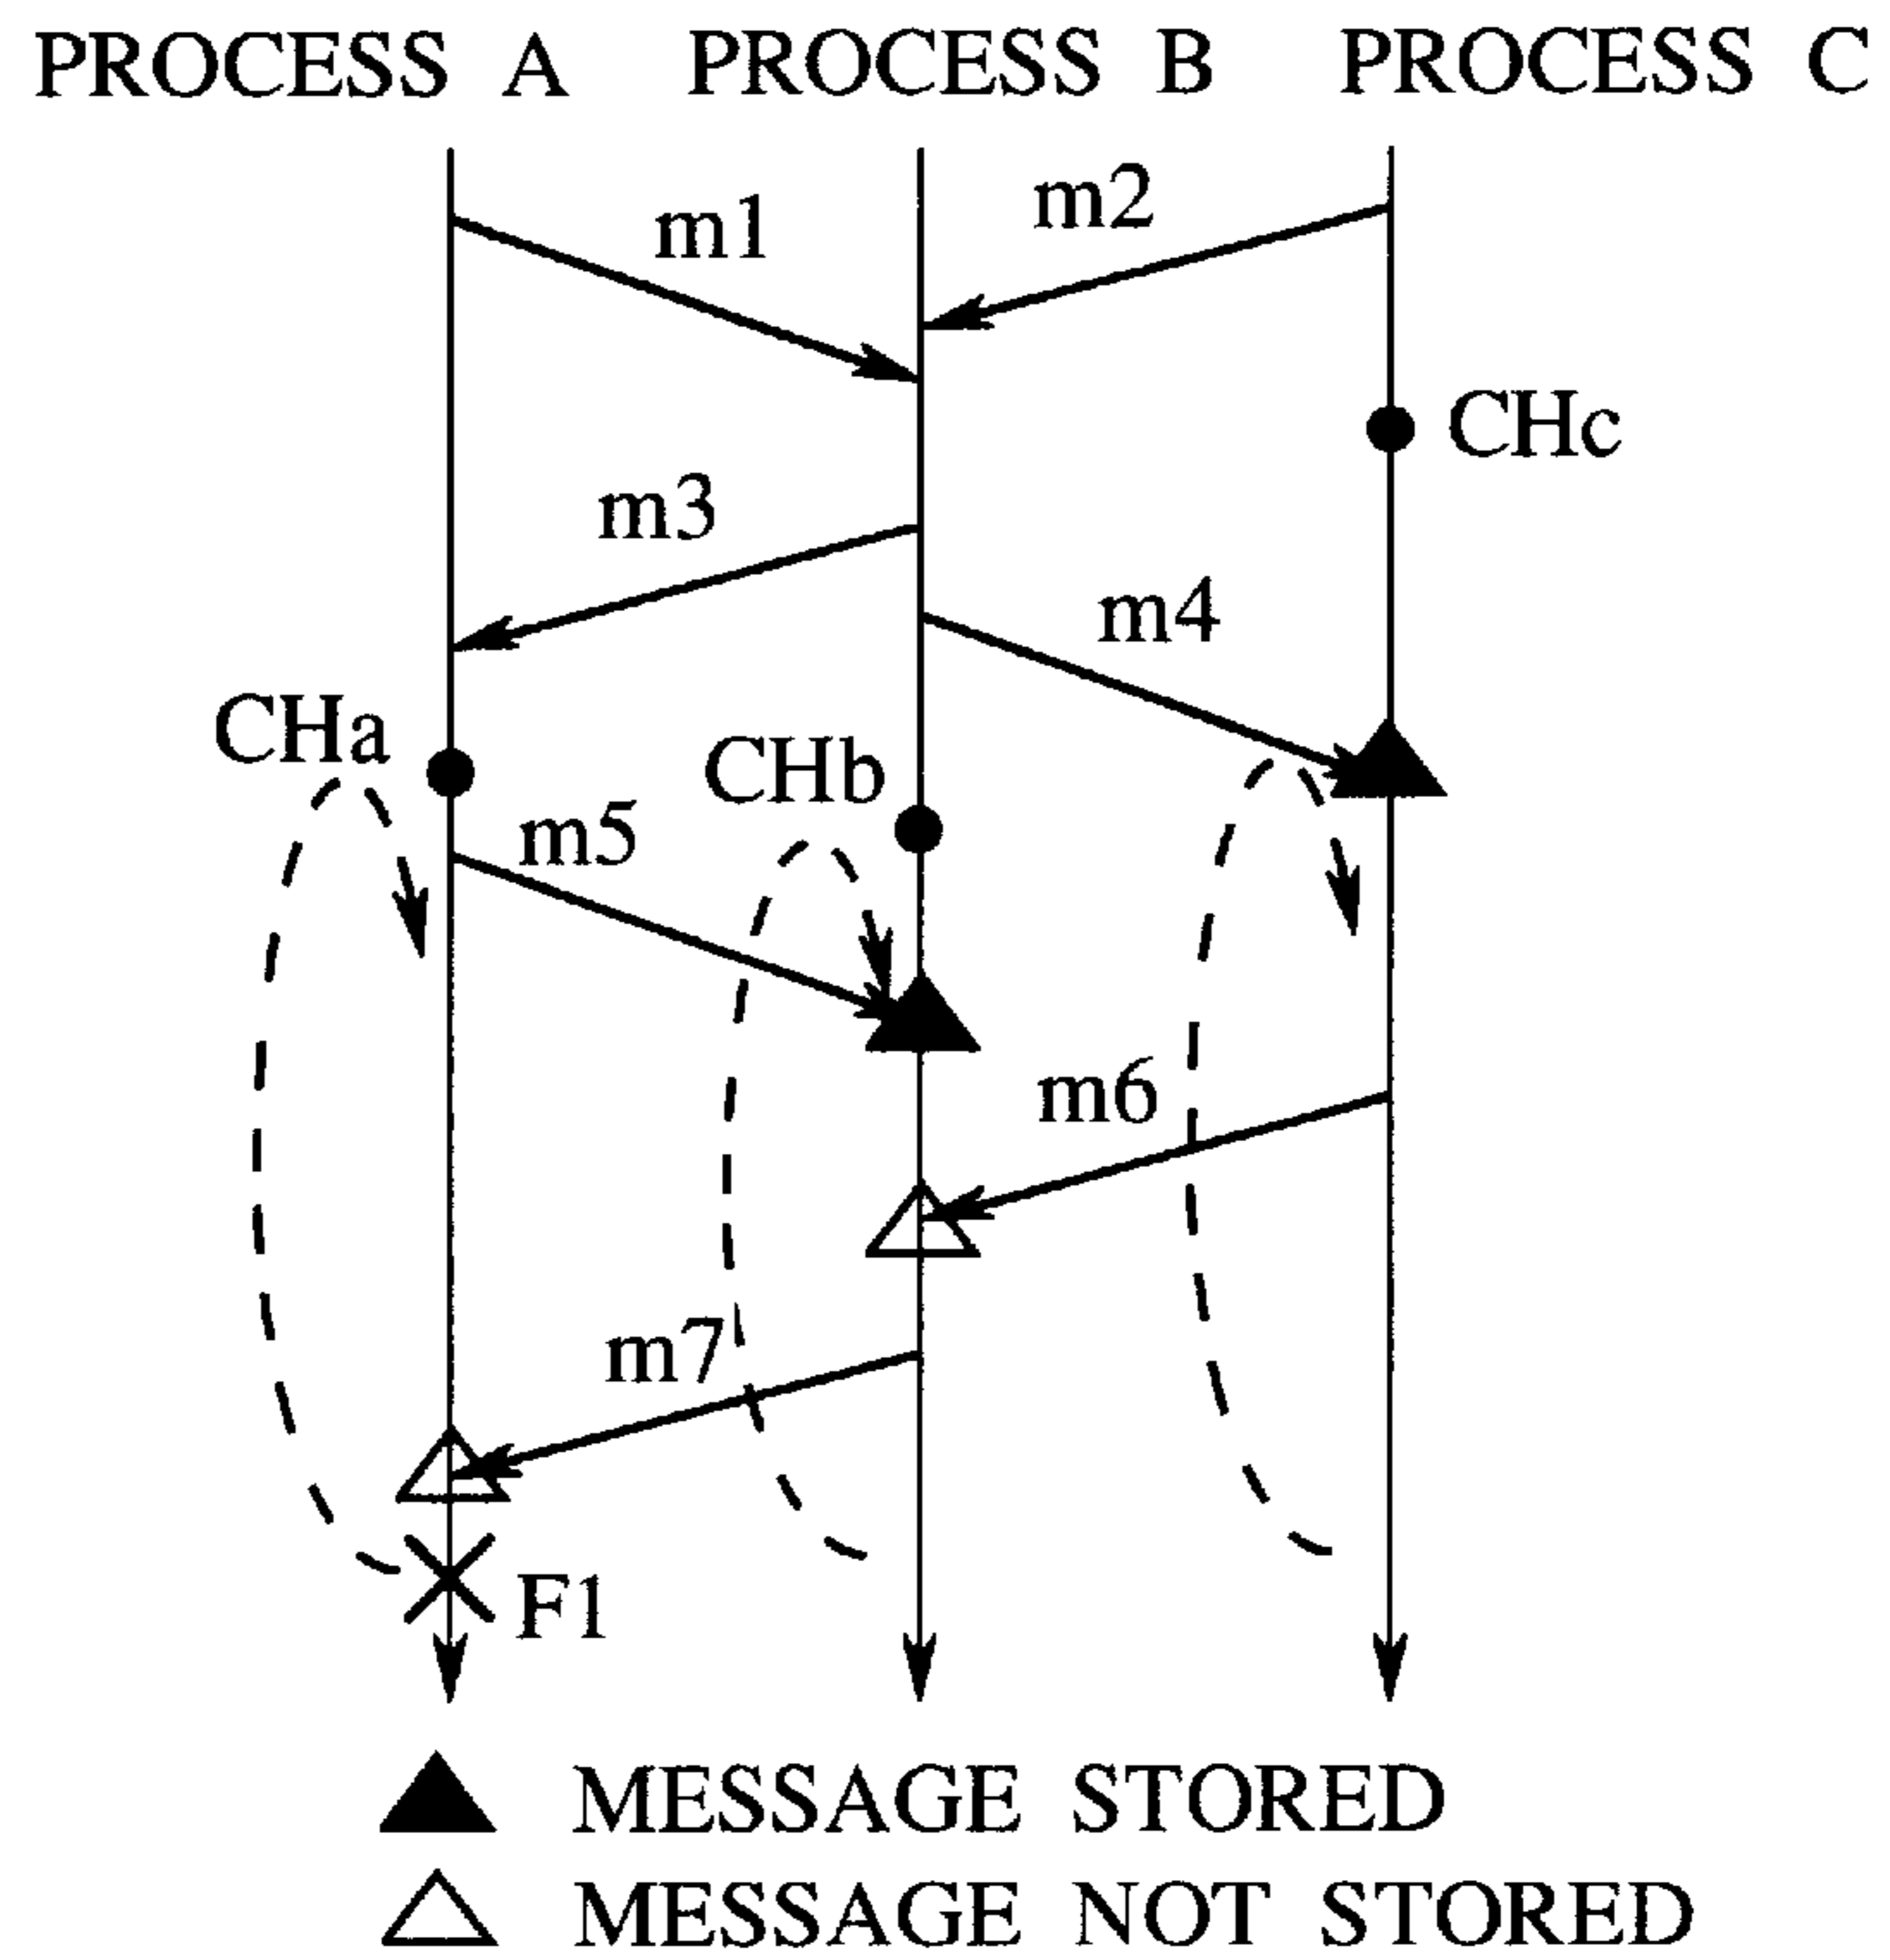 PROCESS A PROCESS B PROCESS C
m1
m2
CHc
m3
m4
CHa
CHb
m5
m6
m7
F1
MESSAGE STORED
MESSAGE NOT STORED